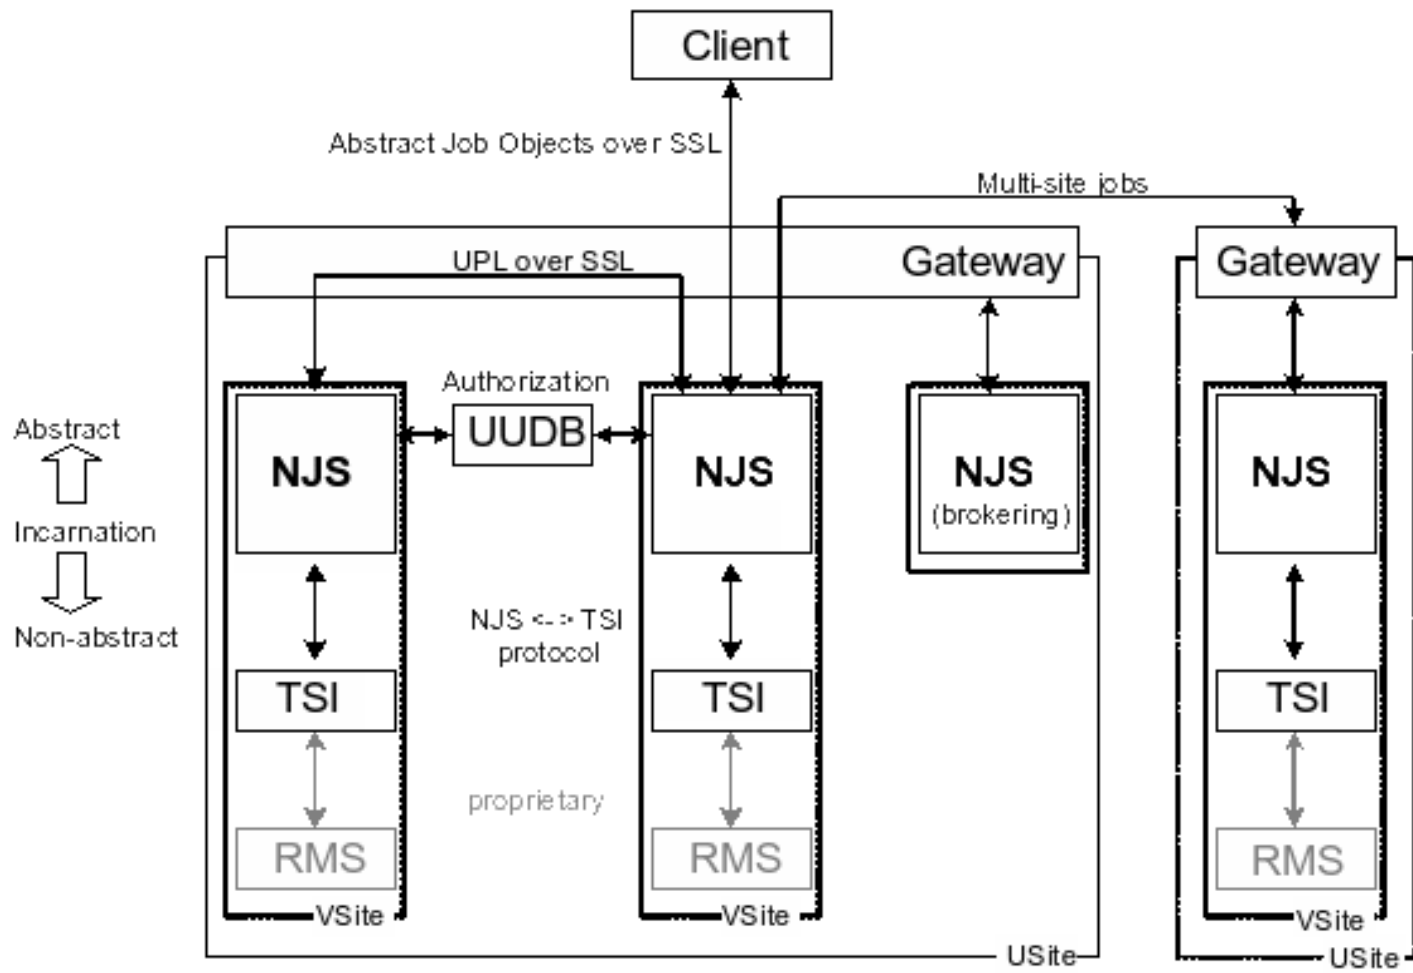 Client
Abstract Job Objects over SSL
Multi-site jobs
UPL over SSL
Gateway
Gateway
Authorization
UUDB
Abstract
Incarnation
Non-abstract
NJS
NJS
NJS
(brokering)
NJS
NJS <-> TSI
protocol
TSI
TSI
TSI
proprietary
RMS
RMS
RMS
VSite
VSite
VSite
USite
USite